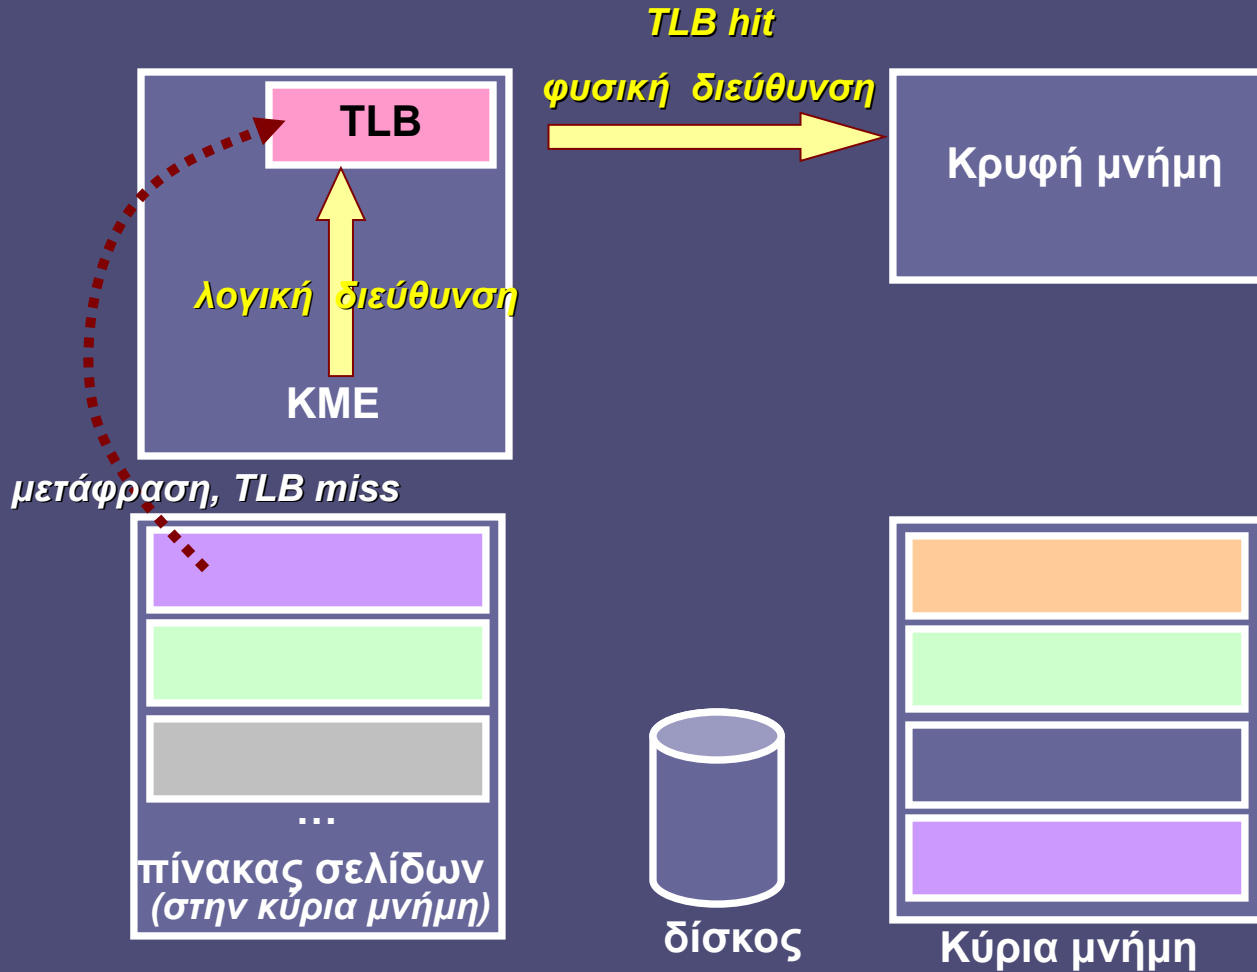 TLB hit
φυσική διεύθυνση
TLB
Κρυφή μνήμη
λογική διεύθυνση
ΚΜΕ
μετάφραση, TLB miss
...
πίνακας σελίδων
(στην κύρια μνήμη)
δίσκος
Κύρια μνήμη